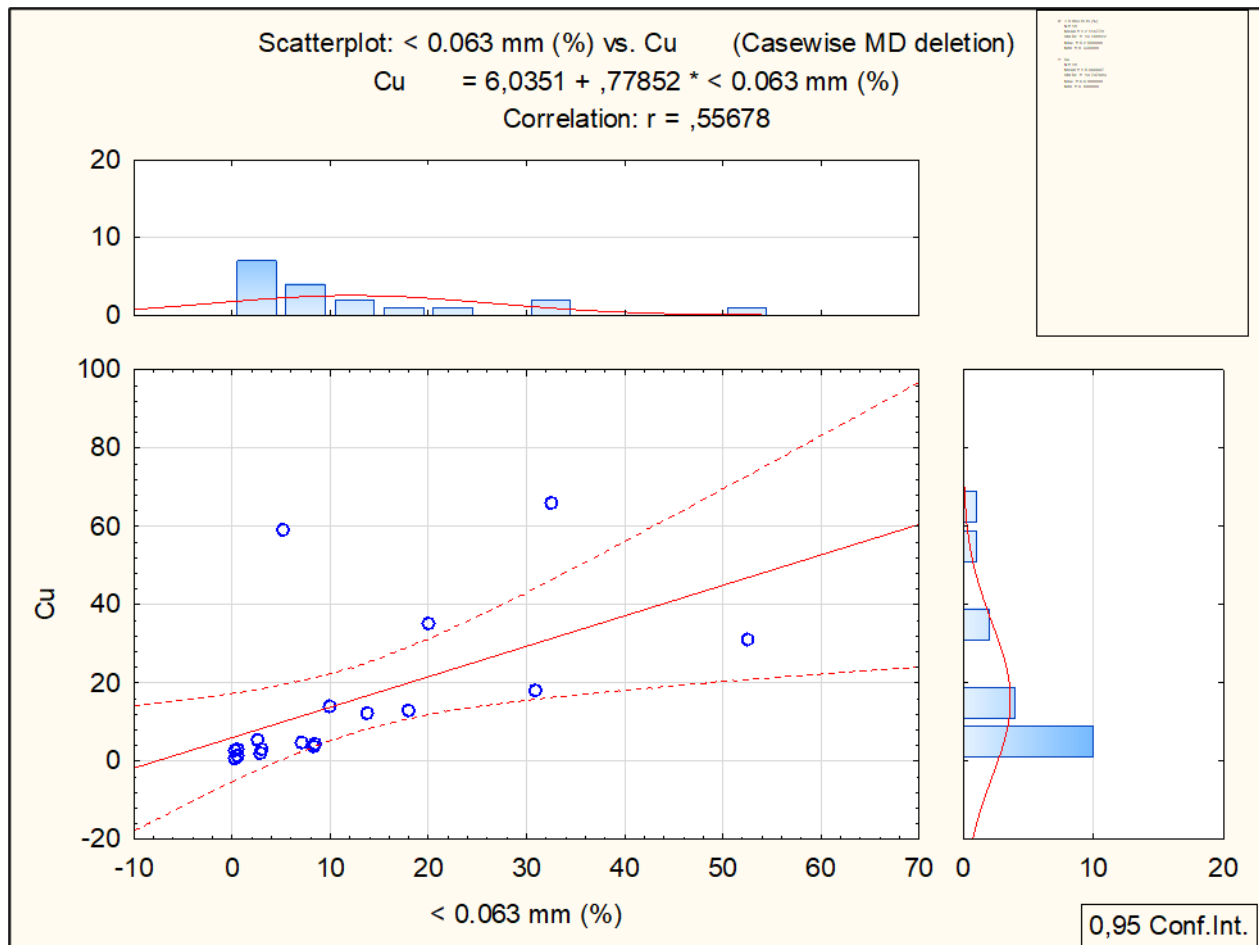 Scatterplot: < 0.063 mm (%) vs. Cu (Casewise MD deletion)
Cu = 6,0351 + ,77852 * < 0.063 mm (%)
Correlation: r = ,55678
20
10
0
100
80
60
40
20
0
-20
Cu
-10 0 10 20 30 40 50 60 70
< 0.063 mm (%)
0 10 20
0,95 Conf.Int.